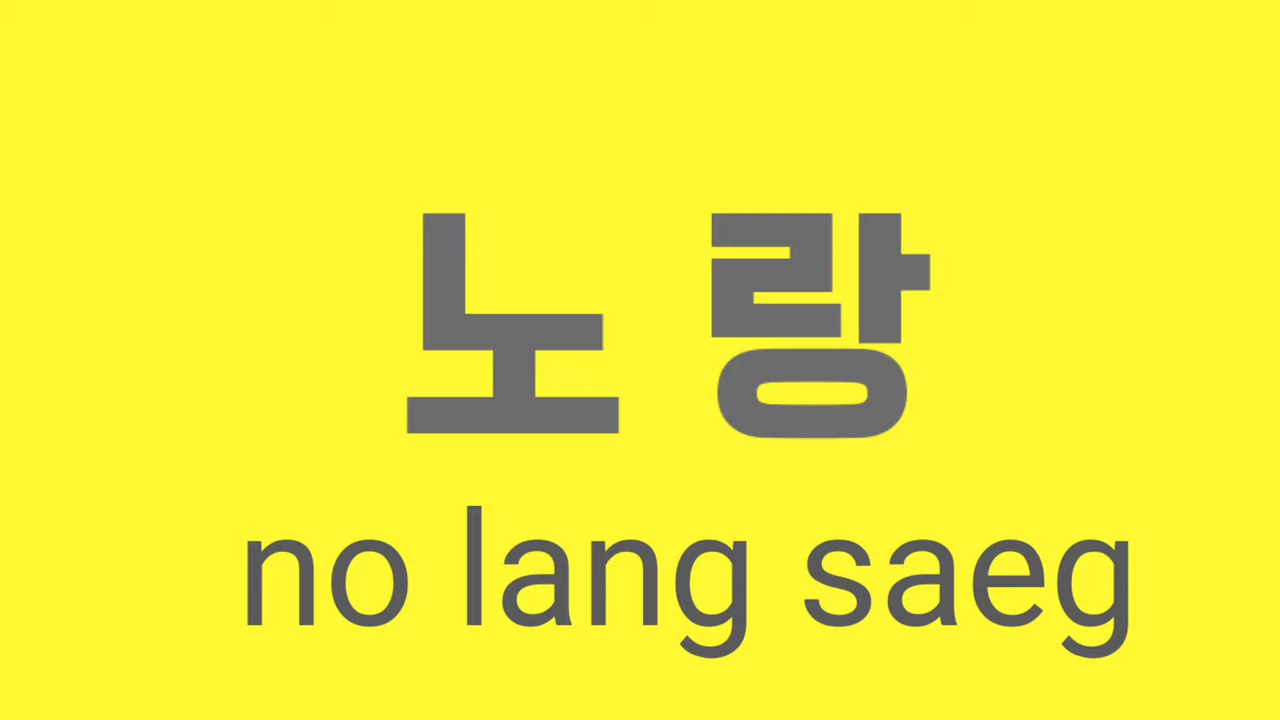 노 랑
no lang saeg